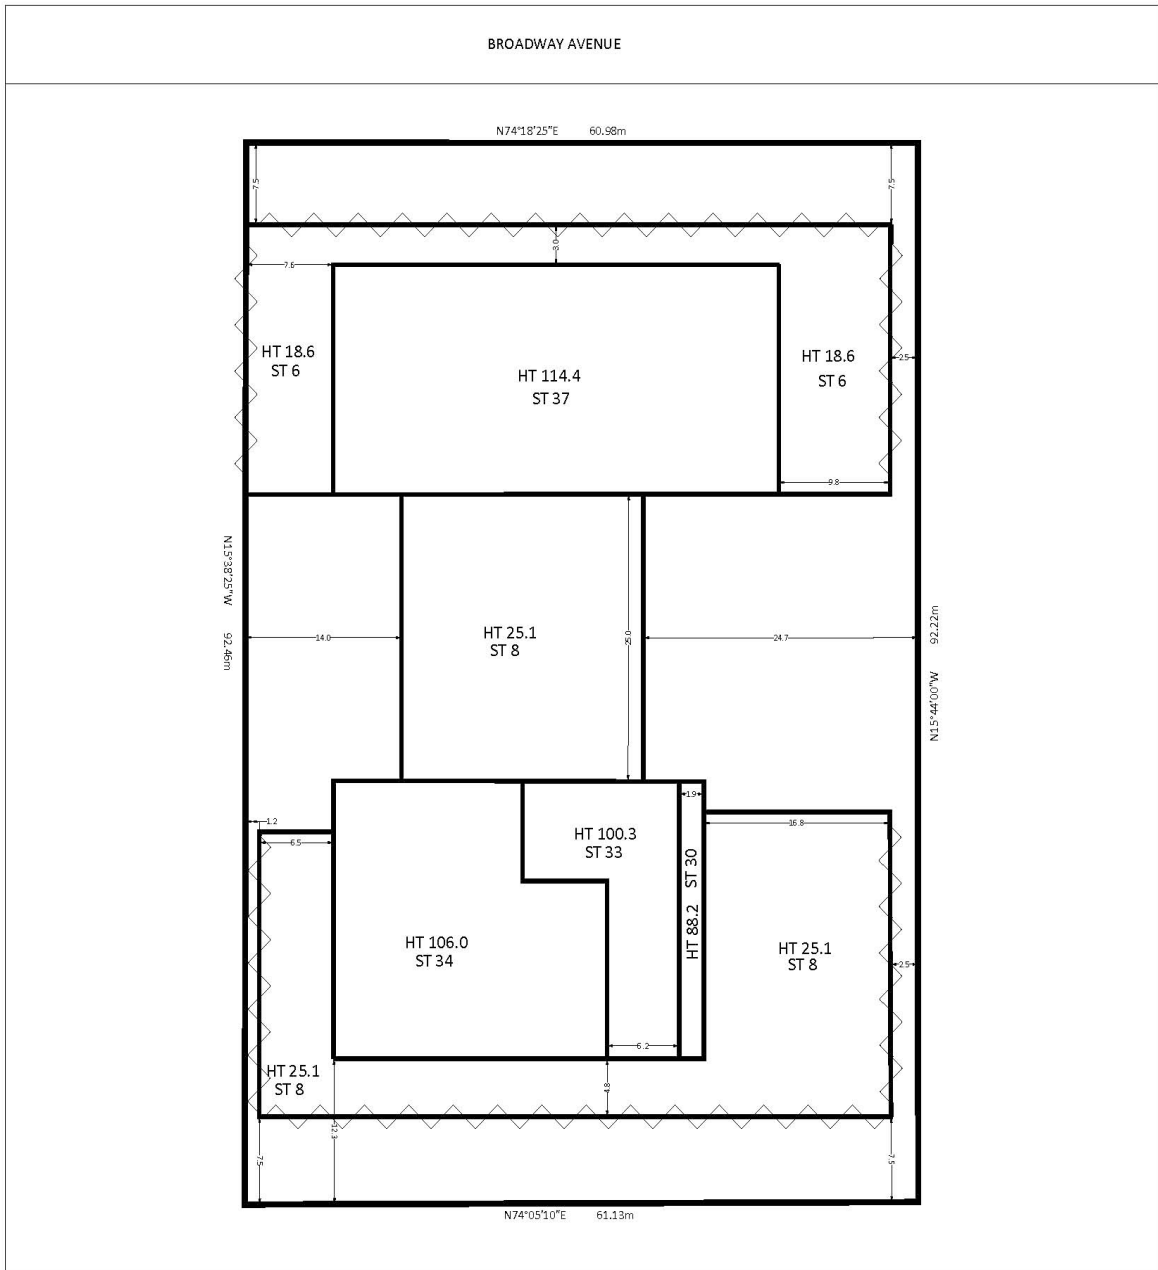 BROADWAY AVENUE
N74°18'25"E 60.98m
7.5
7.5
3.0
7.6
HT 18.6
ST 6
HT 114.4
ST 37
HT 18.6
ST 6
2.5
9.8
N15°38'25"W 92.46m
14.0
HT 25.1
ST 8
25.0
24.7
N15°44'00"W 92.22m
1.2
6.5
HT 100.3
ST 33
1.9
HT 88.2 ST 30
16.8
HT 106.0
ST 34
HT 25.1
ST 8
2.5
6.2
HT 25.1
ST 8
4.8
12.3
7.5
7.5
N74°05'10"E 61.13m